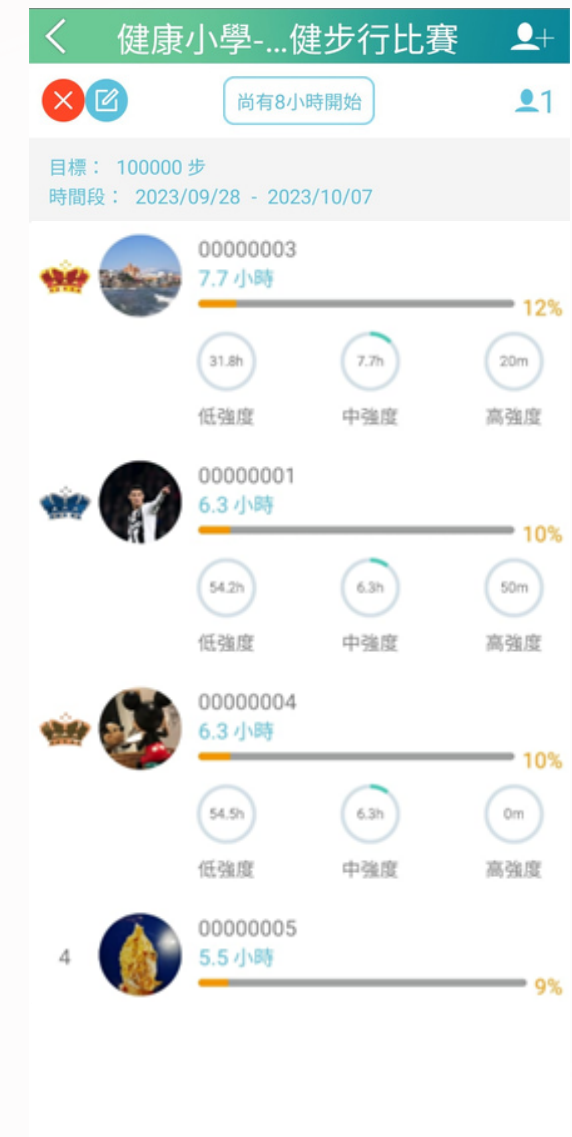 健康小學-...健步行比賽
尚有8小時開始
1
目標： 100000 步
時間段： 2023/09/28 - 2023/10/07
00000003
7.7 小時
12%
31.8h 7.7h 20m
低強度 中強度 高強度
00000001
6.3 小時
10%
54.2h 6.3h 50m
低強度 中強度 高強度
00000004
6.3 小時
10%
54.5h 6.3h 0m
低強度 中強度 高強度
4
00000005
5.5 小時
9%